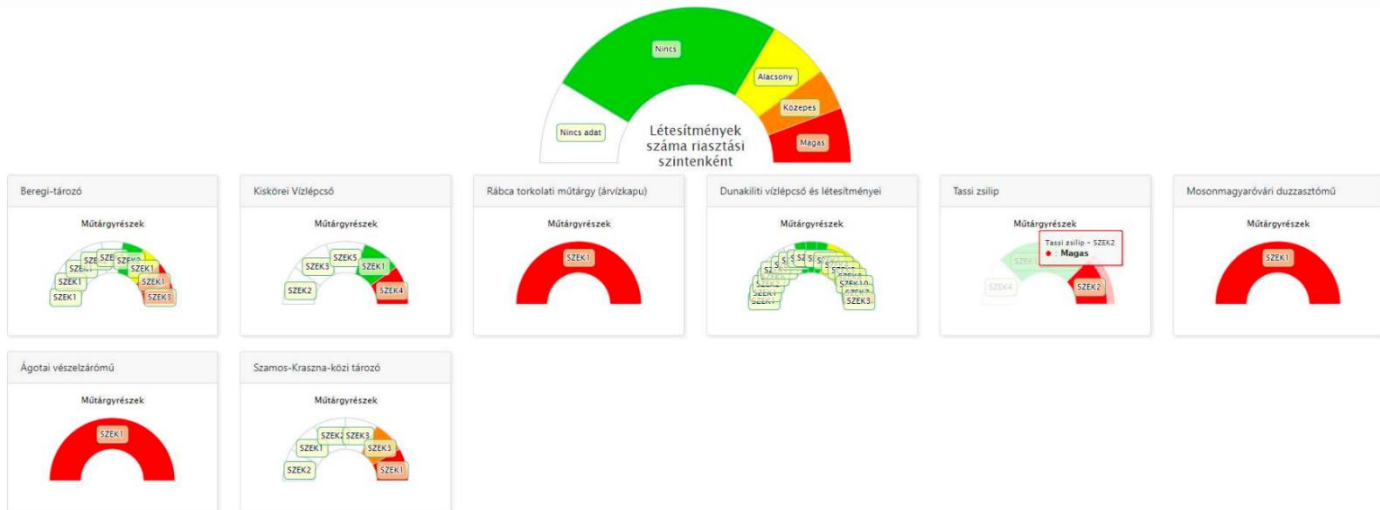 Nincs
Alacsony
Közepes
Nincs adat
Magas
Létesítmények
száma riasztási
szintenként
Beregi-tározó
Műtárgyrészek
SZEK1
SZEK1
SZEK1
SZEK1
SZEK3
Kiskörei Vízlépcső
Műtárgyrészek
SZEK2
SZEK3
SZEK5
SZEK1
SZEK4
Rábca torkolati műtárgy (árvízkapu)
Műtárgyrészek
SZEK1
Dunakiliti vízlépcső és létesítményei
Műtárgyrészek
SZEK3
Tassi zsilip
Műtárgyrészek
Tassi zsilip - SZEK2
: Magas
SZEK4
SZEK2
Mosonmagyaróvári duzzasztómű
Műtárgyrészek
SZEK1
Ágotai vészelzárómű
Műtárgyrészek
SZEK1
Szamos-Kraszna-közi tározó
Műtárgyrészek
SZEK2
SZEK1
SZEK3
SZEK3
SZEK1